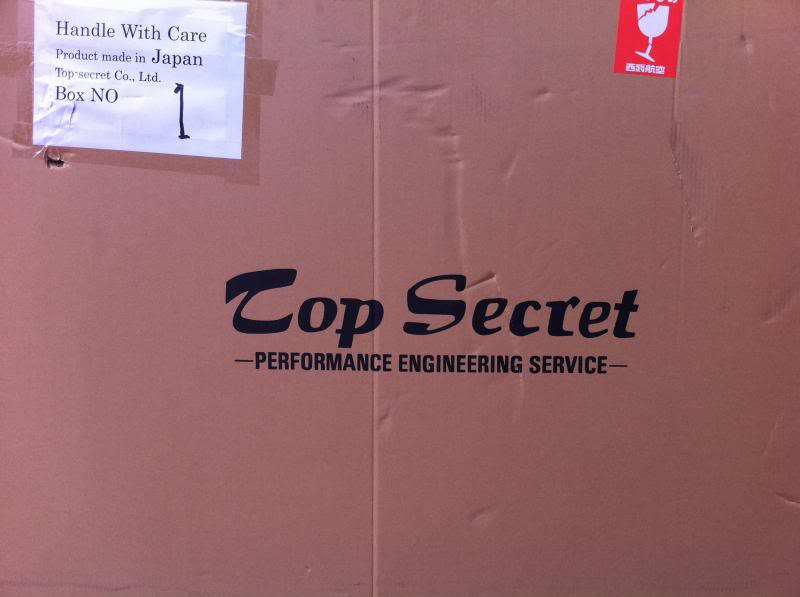 Handle With Care
Product made in Japan
Top-secret Co., Ltd.
Box NO 1
Top Secret
—PERFORMANCE ENGINEERING SERVICE—